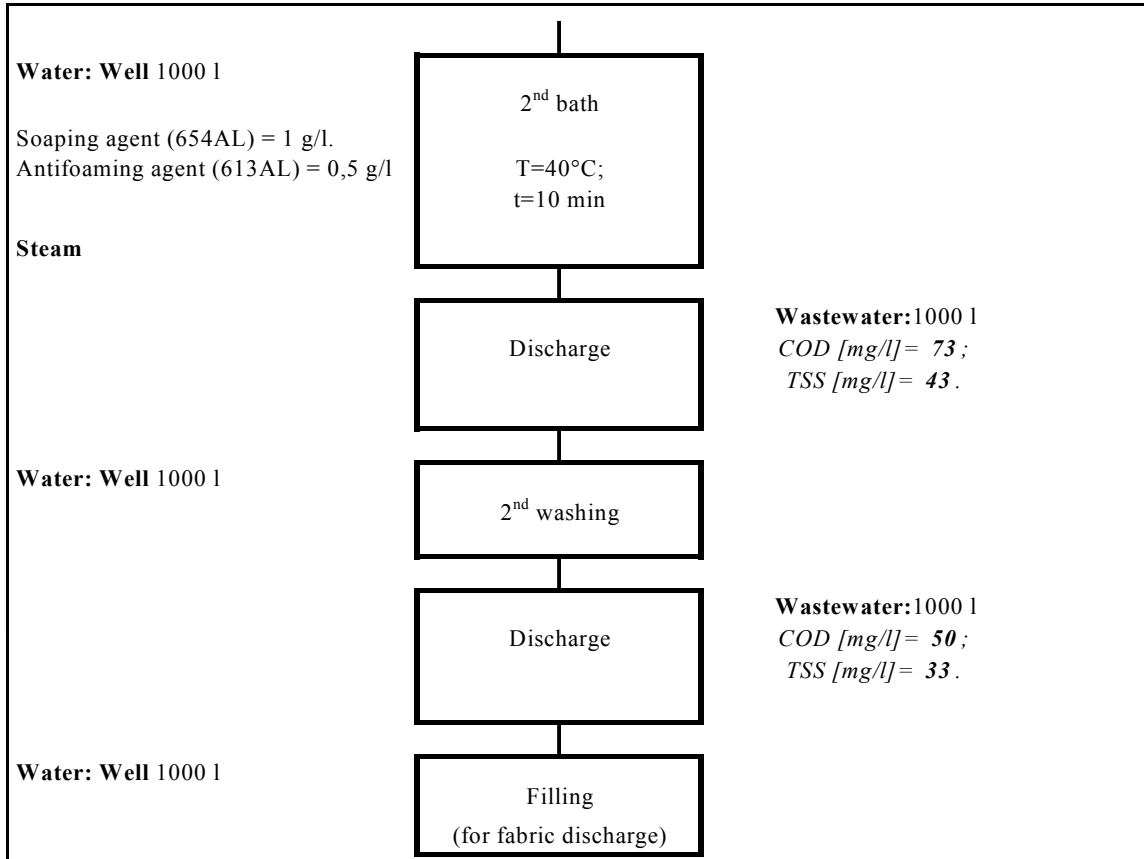 Water: Well 1000 l
2nd bath
Soaping agent (654AL) = 1 g/l.
Antifoaming agent (613AL) = 0,5 g/l
T=40°C;
t=10 min
Steam
Discharge
Wastewater:1000 l
COD [mg/l]= 73 ;
TSS [mg/l]= 43 .
Water: Well 1000 l
2nd washing
Discharge
Wastewater:1000 l
COD [mg/l]= 50 ;
TSS [mg/l]= 33 .
Water: Well 1000 l
Filling
(for fabric discharge)